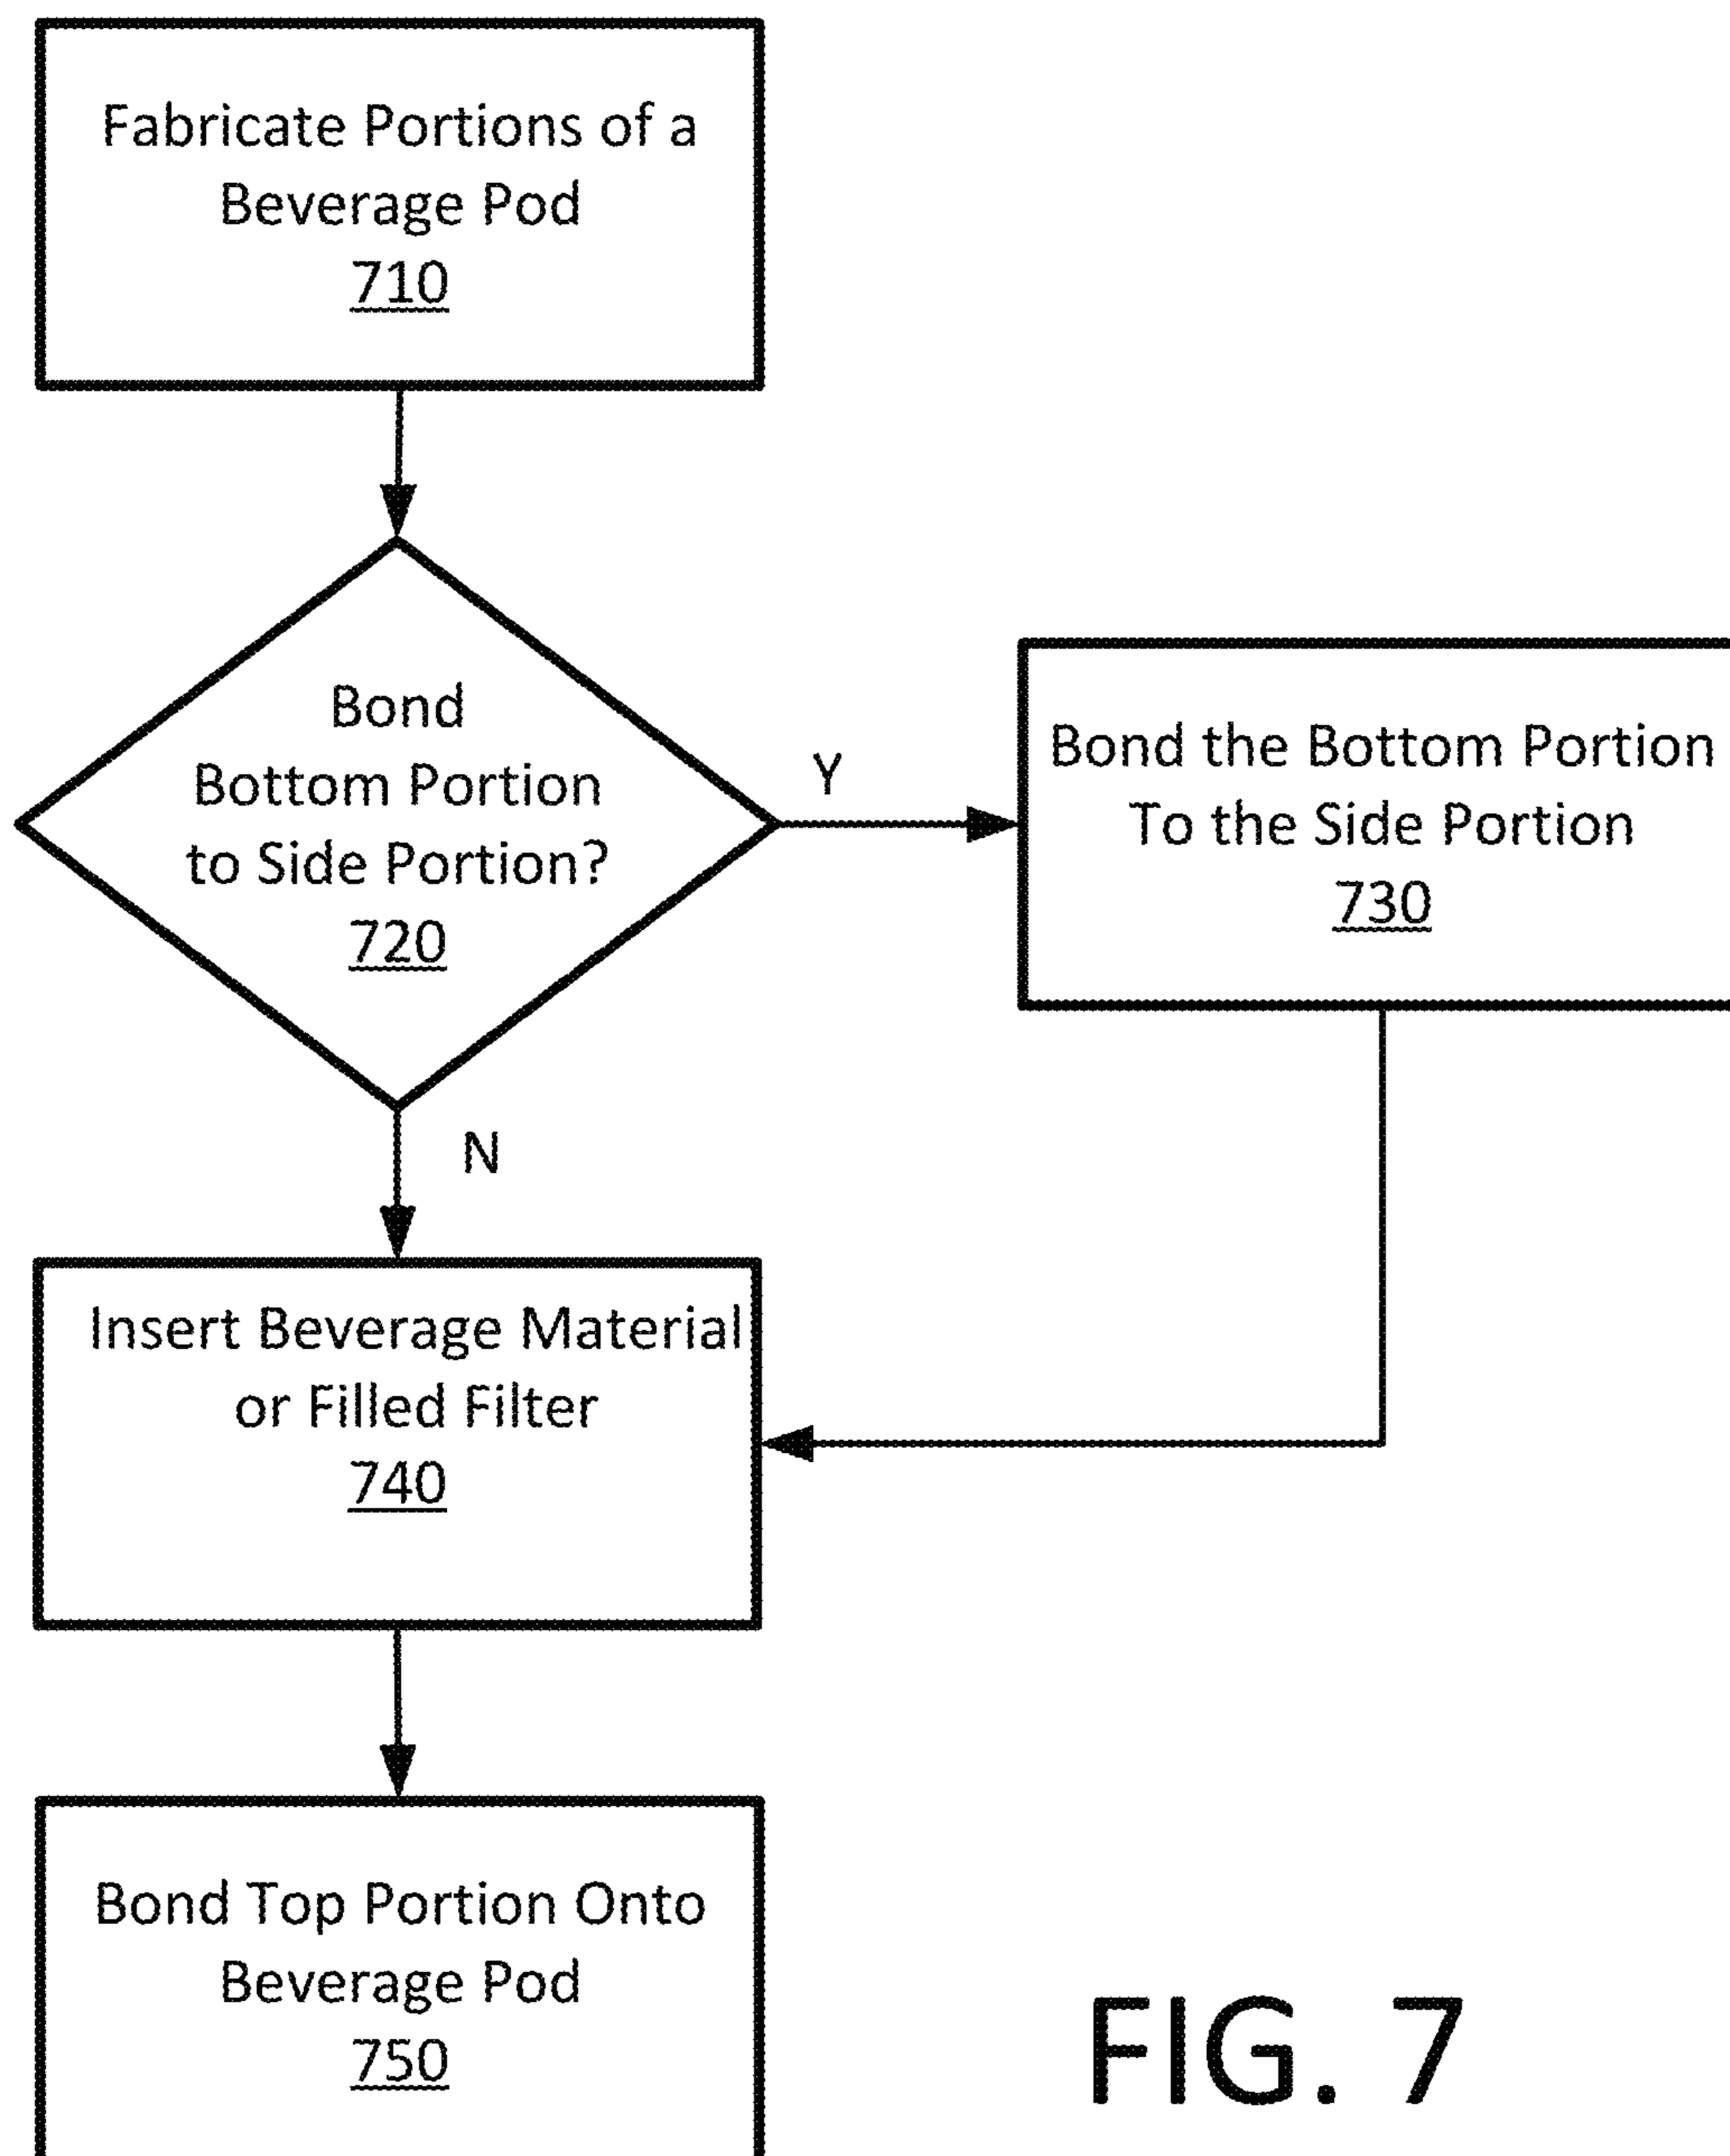 Fabricate Portions of a
Beverage Pod
710
Bond
Bottom Portion
to Side Portion?
720
Y
Bond the Bottom Portion
To the Side Portion
730
N
Insert Beverage Material
or Filled Filter
740
Bond Top Portion Onto
Beverage Pod
750
FIG. 7